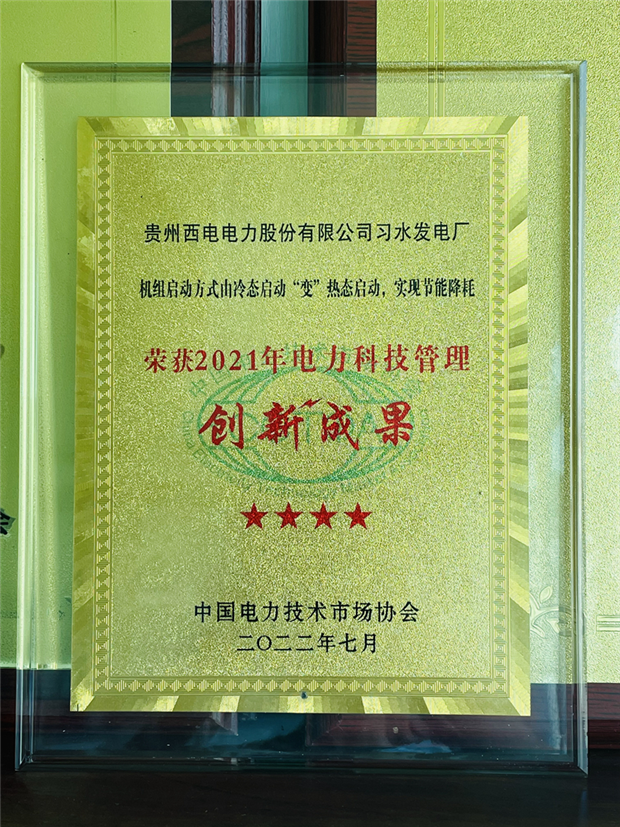 贵州西电电力股份有限公司习水发电厂
机组启动方式由冷态启动“变”热态启动，实现节能降耗
荣获2021年电力科技管理
创新成果
★★★★
中国电力技术市场协会
二〇二二年七月